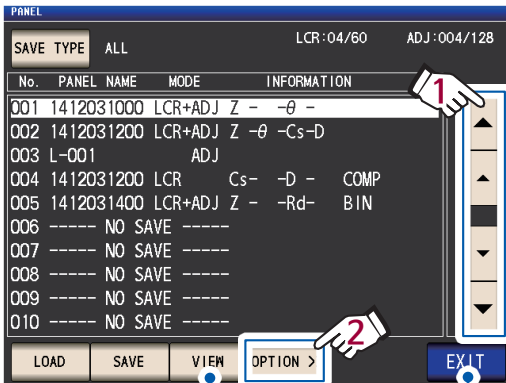 PANEL
SAVE TYPE ALL LCR:04/60 ADJ:004/128
No. PANEL NAME MODE INFORMATION
001 1412031000 LCR+ADJ Z - -θ -
002 1412031200 LCR+ADJ Z -θ -Cs-D
003 L-001 ADJ
004 1412031200 LCR Cs- -D - COMP
005 1412031400 LCR+ADJ Z - -Rd- BIN
006 ----- NO SAVE -----
007 ----- NO SAVE -----
008 ----- NO SAVE -----
009 ----- NO SAVE -----
010 ----- NO SAVE -----
1
2
LOAD SAVE VIEW OPTION > EXIT